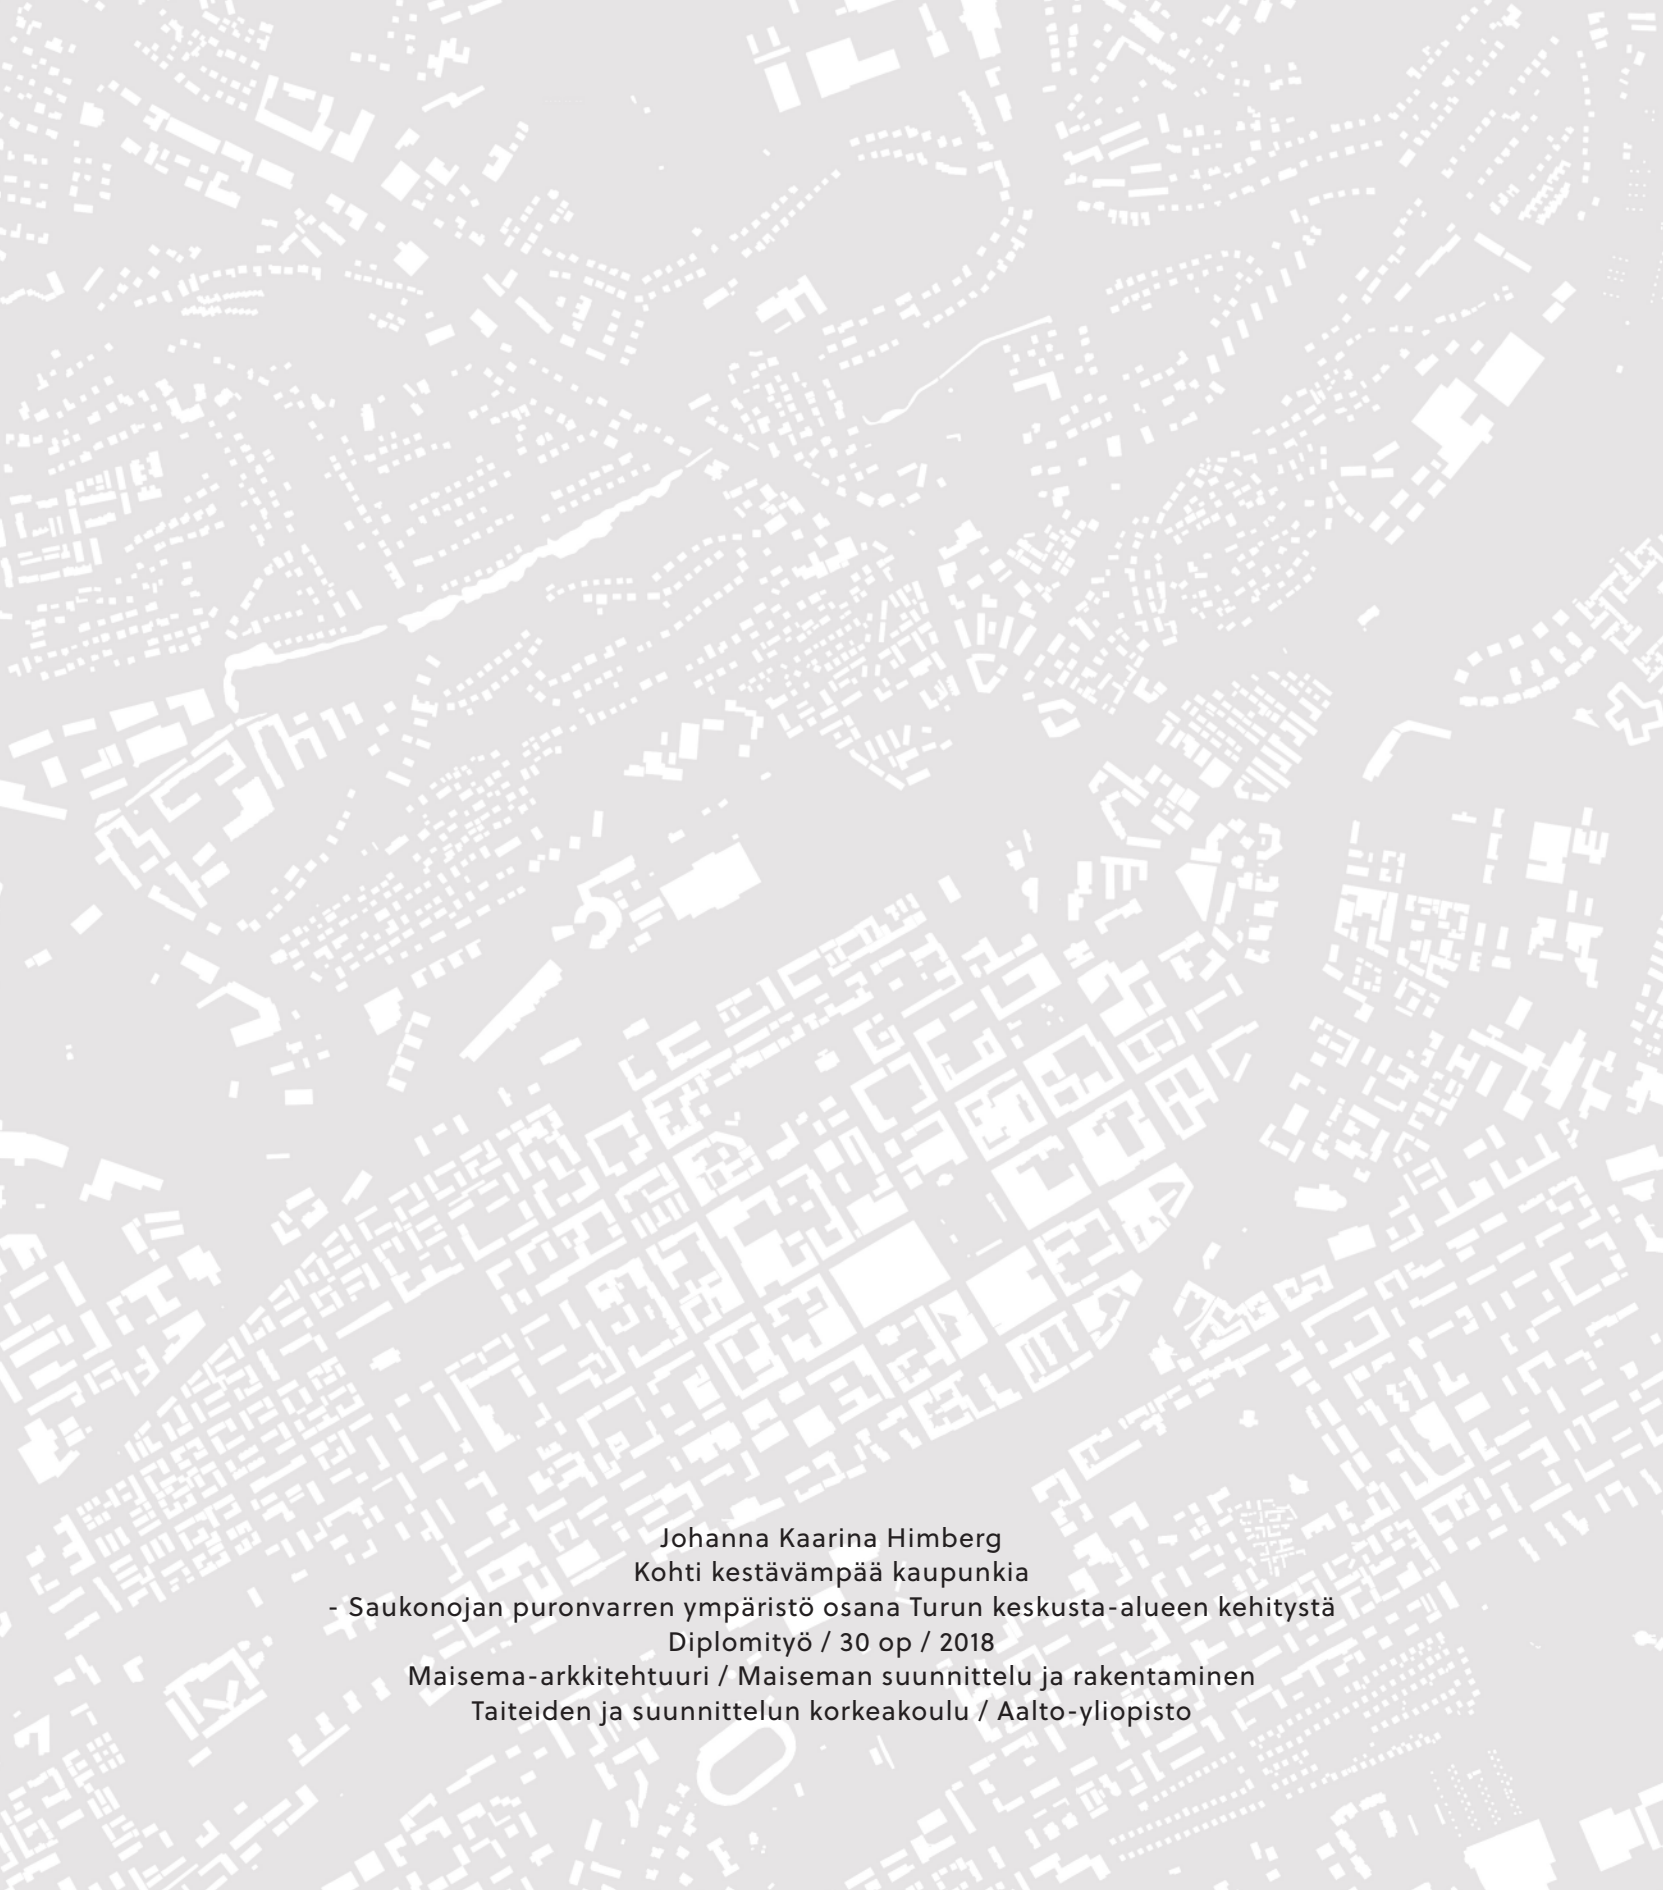 Johanna Kaarina Himberg
Kohti kestävämpää kaupunkia
- Saukonojan puronvarren ympäristö osana Turun keskusta-alueen kehitystä
Diplomityö / 30 op / 2018
Maisema-arkkitehtuuri / Maiseman suunnittelu ja rakentaminen
Taiteiden ja suunnittelun korkeakoulu / Aalto-yliopisto